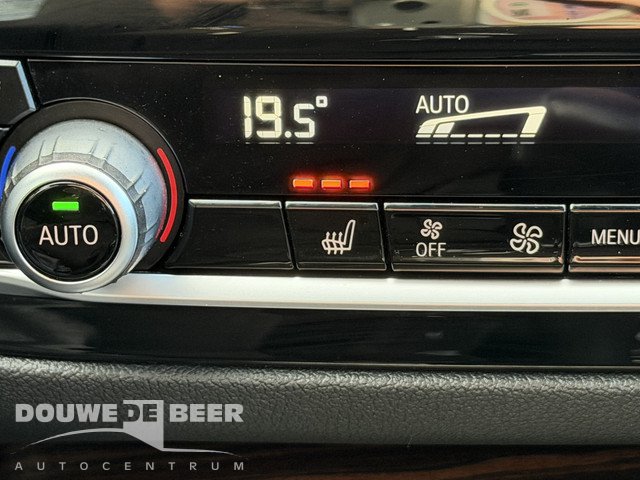 19.5°
AUTO
AUTO
OFF
MENU
DOUWE DE BEER
AUTOCENTRUM